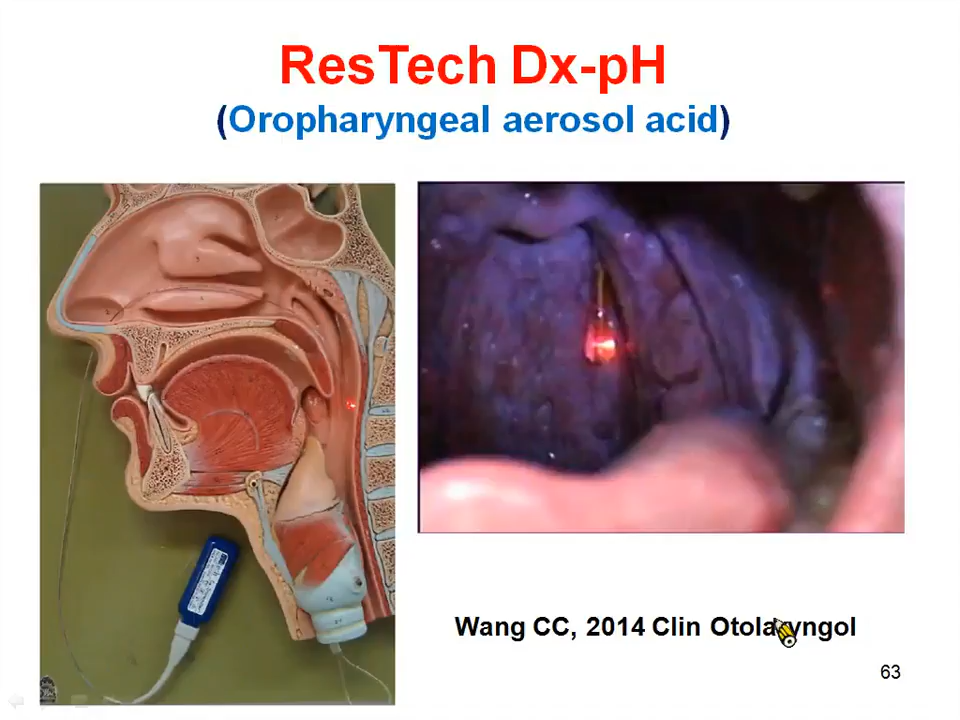 ResTech Dx-pH
(Oropharyngeal aerosol acid)
Wang CC, 2014 Clin Otolaryngol
63